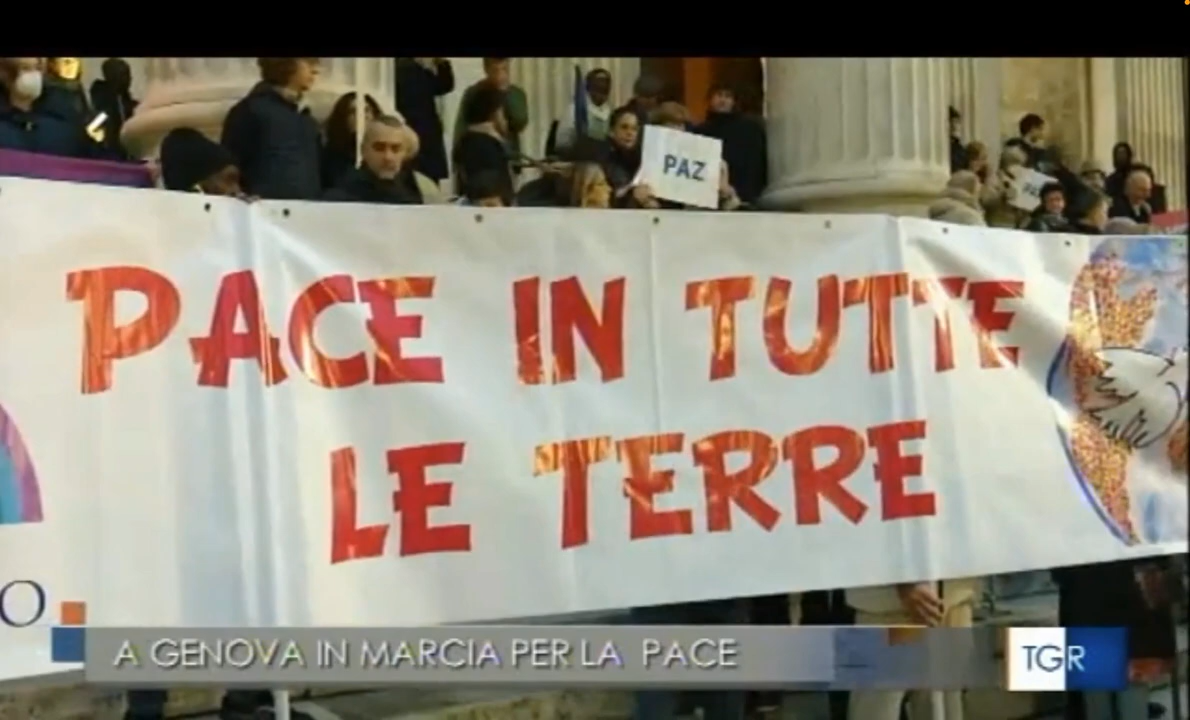 PAZ
PACE IN TUTTE
LE TERRE
O
A GENOVA IN MARCIA PER LA PACE
TGR